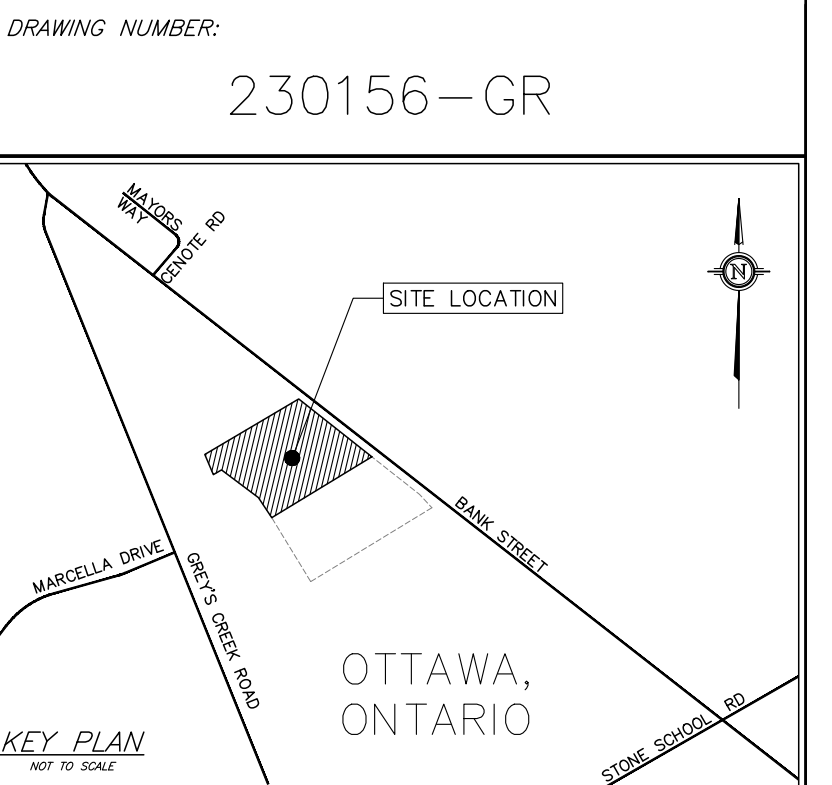 DRAWING NUMBER:
230156-GR
MAYORS
WAY
CENOTE RD
N
SITE LOCATION
BANK STREET
MARCELLA DRIVE
GREY'S CREEK ROAD
OTTAWA,
ONTARIO
STONE SCHOOL RD
KEY PLAN
NOT TO SCALE